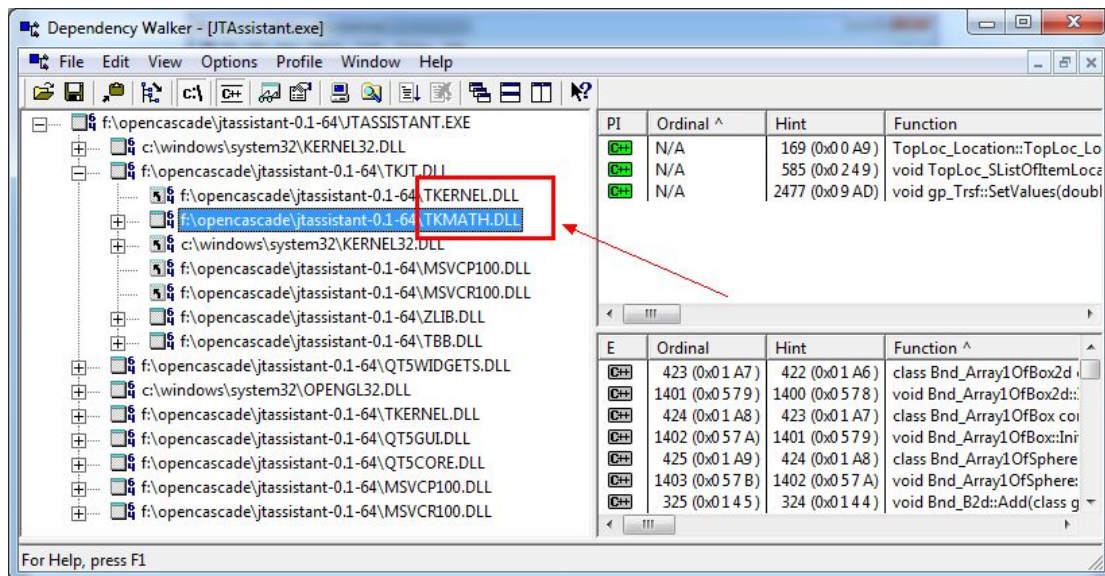 Dependency Walker - [JTAssistant.exe]
File Edit View Options Profile Window Help
c:\ C++
f:\opencascade\jtassistant-0.1-64\JTASSISTANT.EXE
c:\windows\system32\KERNEL32.DLL
f:\opencascade\jtassistant-0.1-64\TKJT.DLL
f:\opencascade\jtassistant-0.1-64\TKERNEL.DLL
f:\opencascade\jtassistant-0.1-64\TKMATH.DLL
c:\windows\system32\KERNEL32.DLL
f:\opencascade\jtassistant-0.1-64\MSVCP100.DLL
f:\opencascade\jtassistant-0.1-64\MSVCR100.DLL
f:\opencascade\jtassistant-0.1-64\ZLIB.DLL
f:\opencascade\jtassistant-0.1-64\TBB.DLL
f:\opencascade\jtassistant-0.1-64\QT5WIDGETS.DLL
c:\windows\system32\OPENGL32.DLL
f:\opencascade\jtassistant-0.1-64\TKERNEL.DLL
f:\opencascade\jtassistant-0.1-64\QT5GUI.DLL
f:\opencascade\jtassistant-0.1-64\QT5CORE.DLL
f:\opencascade\jtassistant-0.1-64\MSVCP100.DLL
f:\opencascade\jtassistant-0.1-64\MSVCR100.DLL
PI Ordinal ^ Hint Function
C++ N/A 169 (0x00A9) TopLoc_Location::TopLoc_Lo
C++ N/A 585 (0x0249) void TopLoc_SListOfItemLoca
C++ N/A 2477 (0x09AD) void gp_Trsf::SetValues(doubl
E Ordinal Hint Function ^
C++ 423 (0x01A7) 422 (0x01A6) class Bnd_Array1OfBox2d
C++ 1401 (0x0579) 1400 (0x0578) void Bnd_Array1OfBox2d::
C++ 424 (0x01A8) 423 (0x01A7) class Bnd_Array1OfBox con
C++ 1402 (0x057A) 1401 (0x0579) void Bnd_Array1OfBox::Ini
C++ 425 (0x01A9) 424 (0x01A8) class Bnd_Array1OfSphere
C++ 1403 (0x057B) 1402 (0x057A) void Bnd_Array1OfSphere:
C++ 325 (0x0145) 324 (0x0144) void Bnd_B2d::Add(class g
For Help, press F1